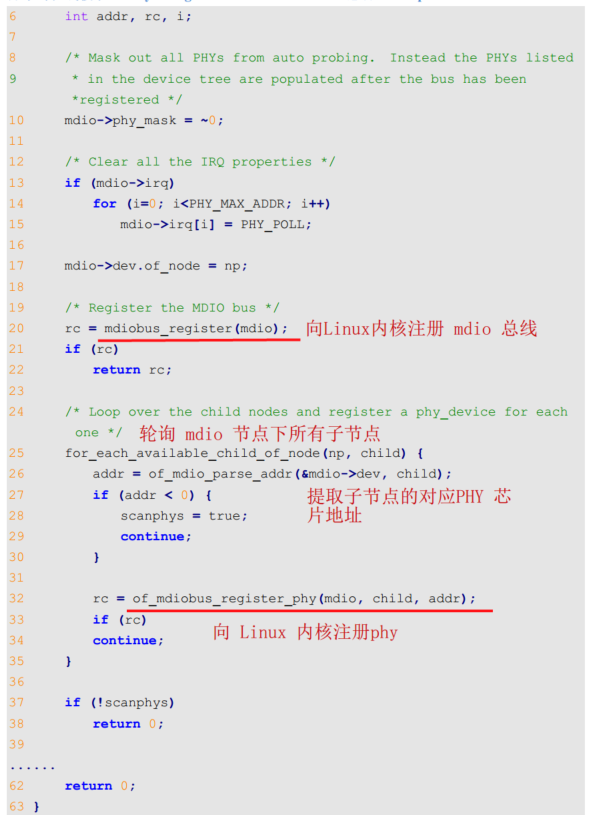 6 int addr, rc, i;
7
8 /* Mask out all PHYs from auto probing. Instead the PHYs listed
9 * in the device tree are populated after the bus has been
*registered */
10 mdio->phy_mask = ~0;
11
12 /* Clear all the IRQ properties */
13 if (mdio->irq)
14 for (i=0; i<PHY_MAX_ADDR; i++)
15 mdio->irq[i] = PHY_POLL;
16
17 mdio->dev.of_node = np;
18
19 /* Register the MDIO bus */
20 rc = mdiobus_register(mdio); 向Linux内核注册 mdio 总线
21 if (rc)
22 return rc;
23
24 /* Loop over the child nodes and register a phy_device for each
one */ 轮询 mdio 节点下所有子节点
25 for_each_available_child_of_node(np, child) {
26 addr = of_mdio_parse_addr(&mdio->dev, child);
27 if (addr < 0) { 提取子节点的对应PHY 芯
28 scanphys = true; 片地址
29 continue;
30 }
31
32 rc = of_mdiobus_register_phy(mdio, child, addr);
33 if (rc) 向 Linux 内核注册phy
34 continue;
35 }
36
37 if (!scanphys)
38 return 0;
39
......
62 return 0;
63 }